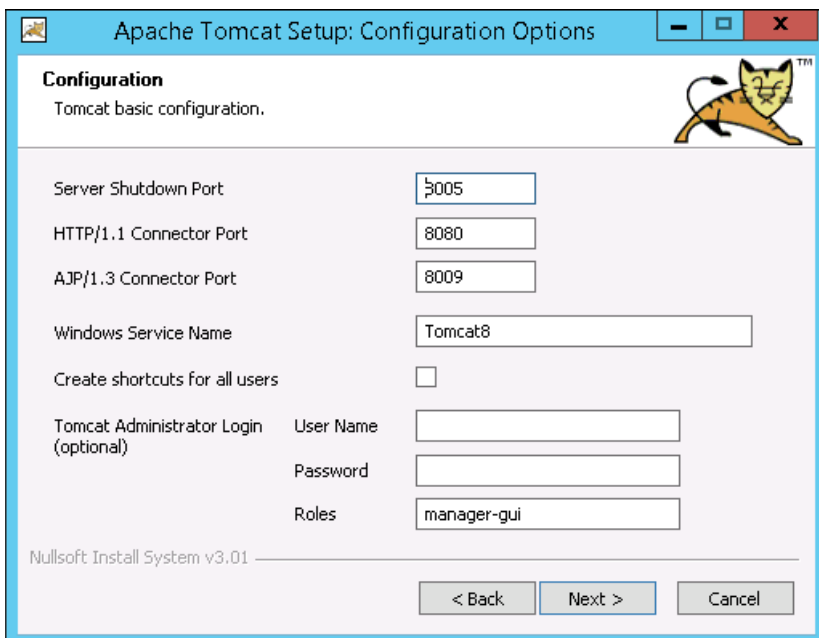 Apache Tomcat Setup: Configuration Options
Configuration
Tomcat basic configuration.
TM
Server Shutdown Port 8005
HTTP/1.1 Connector Port 8080
AJP/1.3 Connector Port 8009
Windows Service Name Tomcat8
Create shortcuts for all users
Tomcat Administrator Login User Name
(optional)
Password
Roles manager-gui
Nullsoft Install System v3.01
< Back Next > Cancel